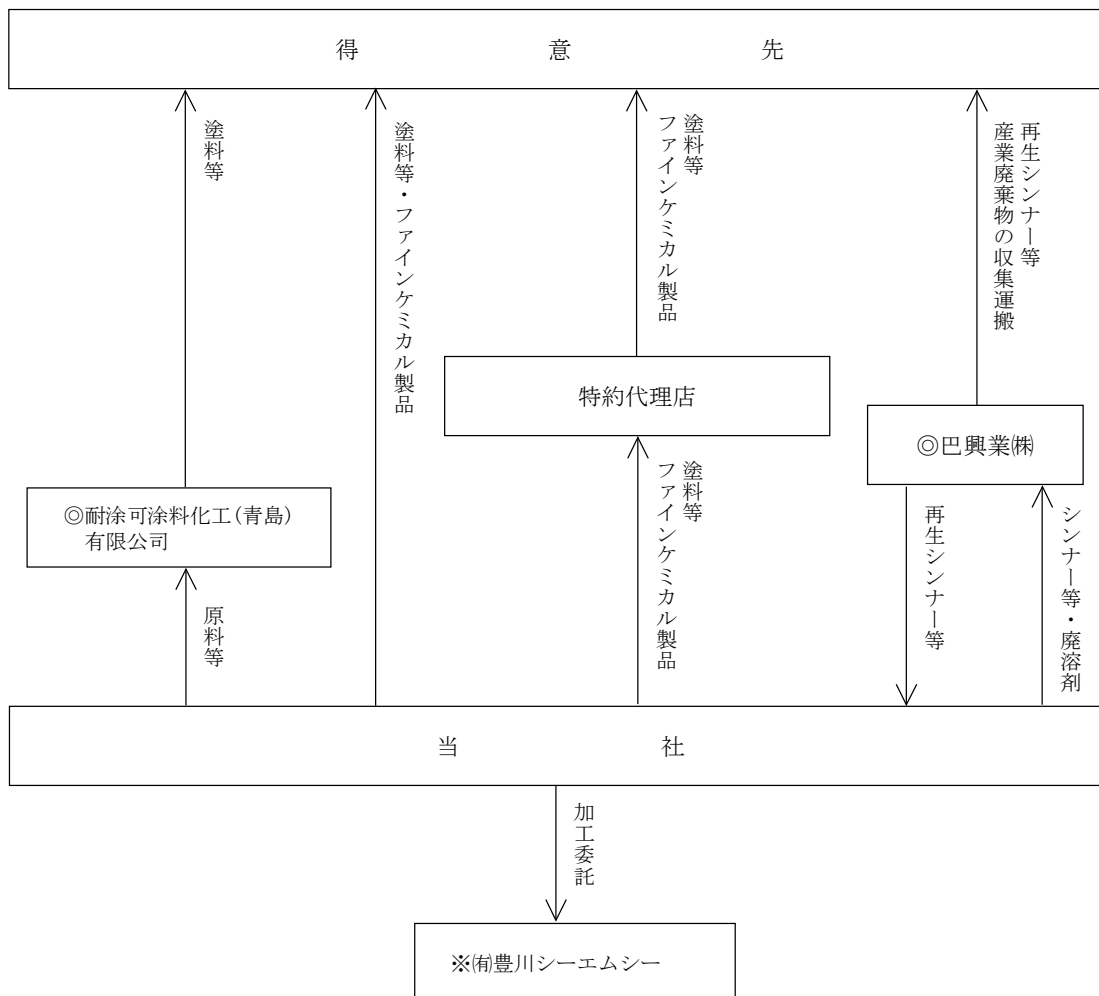 得意先
塗料等
塗料等・ファインケミカル製品
塗料等
ファインケミカル製品
再生シンナー等
産業廃棄物の収集運搬
特約代理店
◎巴興業㈱
◎耐涂可涂料化工(青島)
有限公司
原料等
塗料等
ファインケミカル製品
再生シンナー等
シンナー等・廃溶剤
当社
加工委託
※㈲豊川シーエムシー